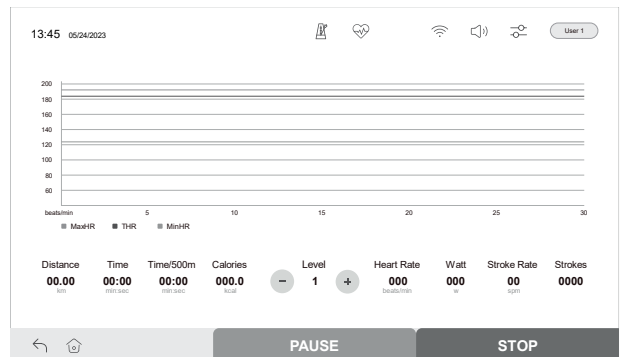 13:45 05/24/2023
User 1
200
180
160
140
120
100
80
60
beats/min 5 10 15 20 25 30
MaxHR THR MinHR
Distance Time Time/500m Calories Level Heart Rate Watt Stroke Rate Strokes
00.00 00:00 00:00 000.0 − 1 + 000 000 00 0000
km min:sec min:sec kcal beats/min w spm
PAUSE STOP